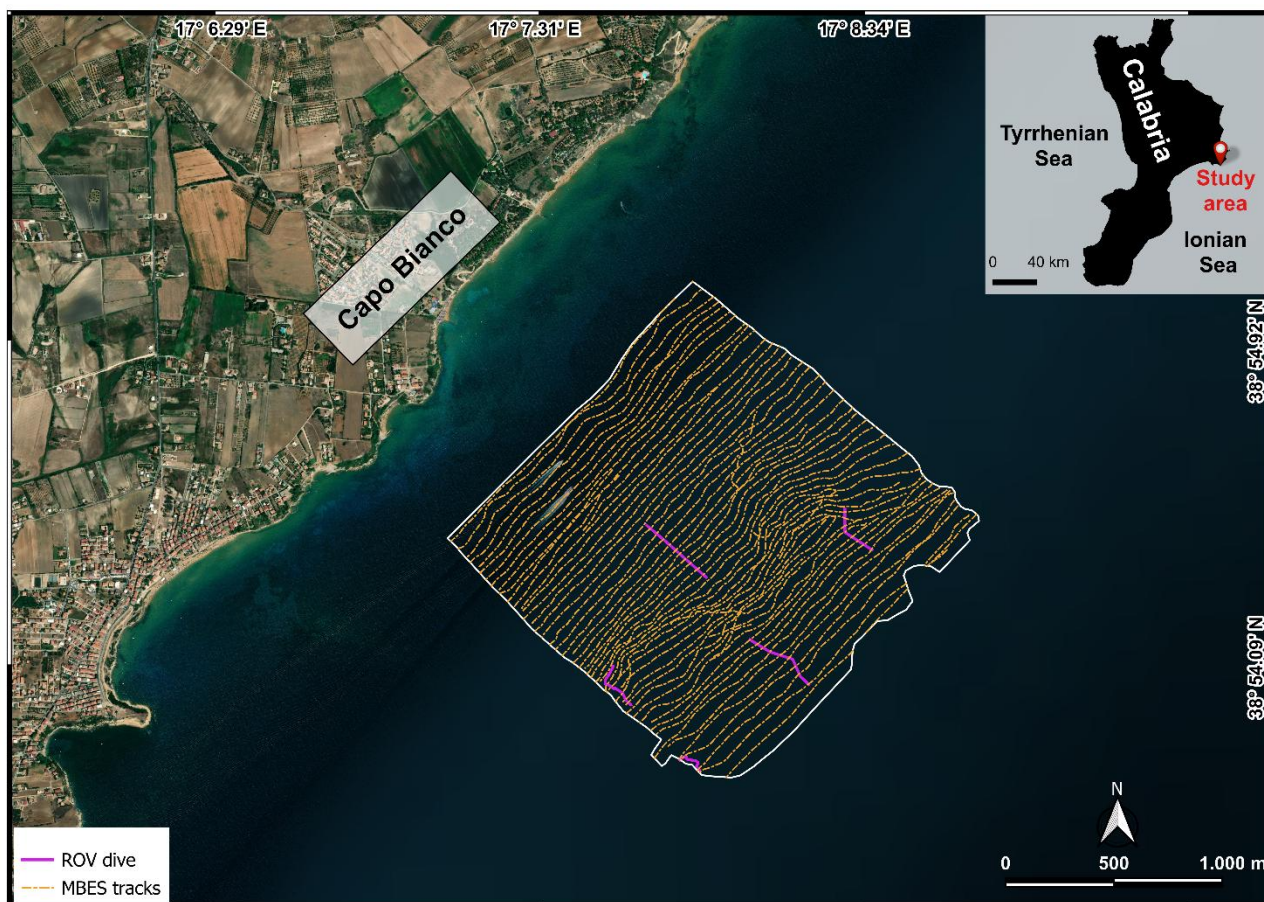 17° 6.29' E
17° 7.31' E
17° 8.34' E
Calabria
Tyrrhenian
Sea
Study
area
Ionian
Sea
0 40 km
Capo Bianco
38° 54.92' N
38° 54.09' N
N
ROV dive
MBES tracks
0 500 1.000 m